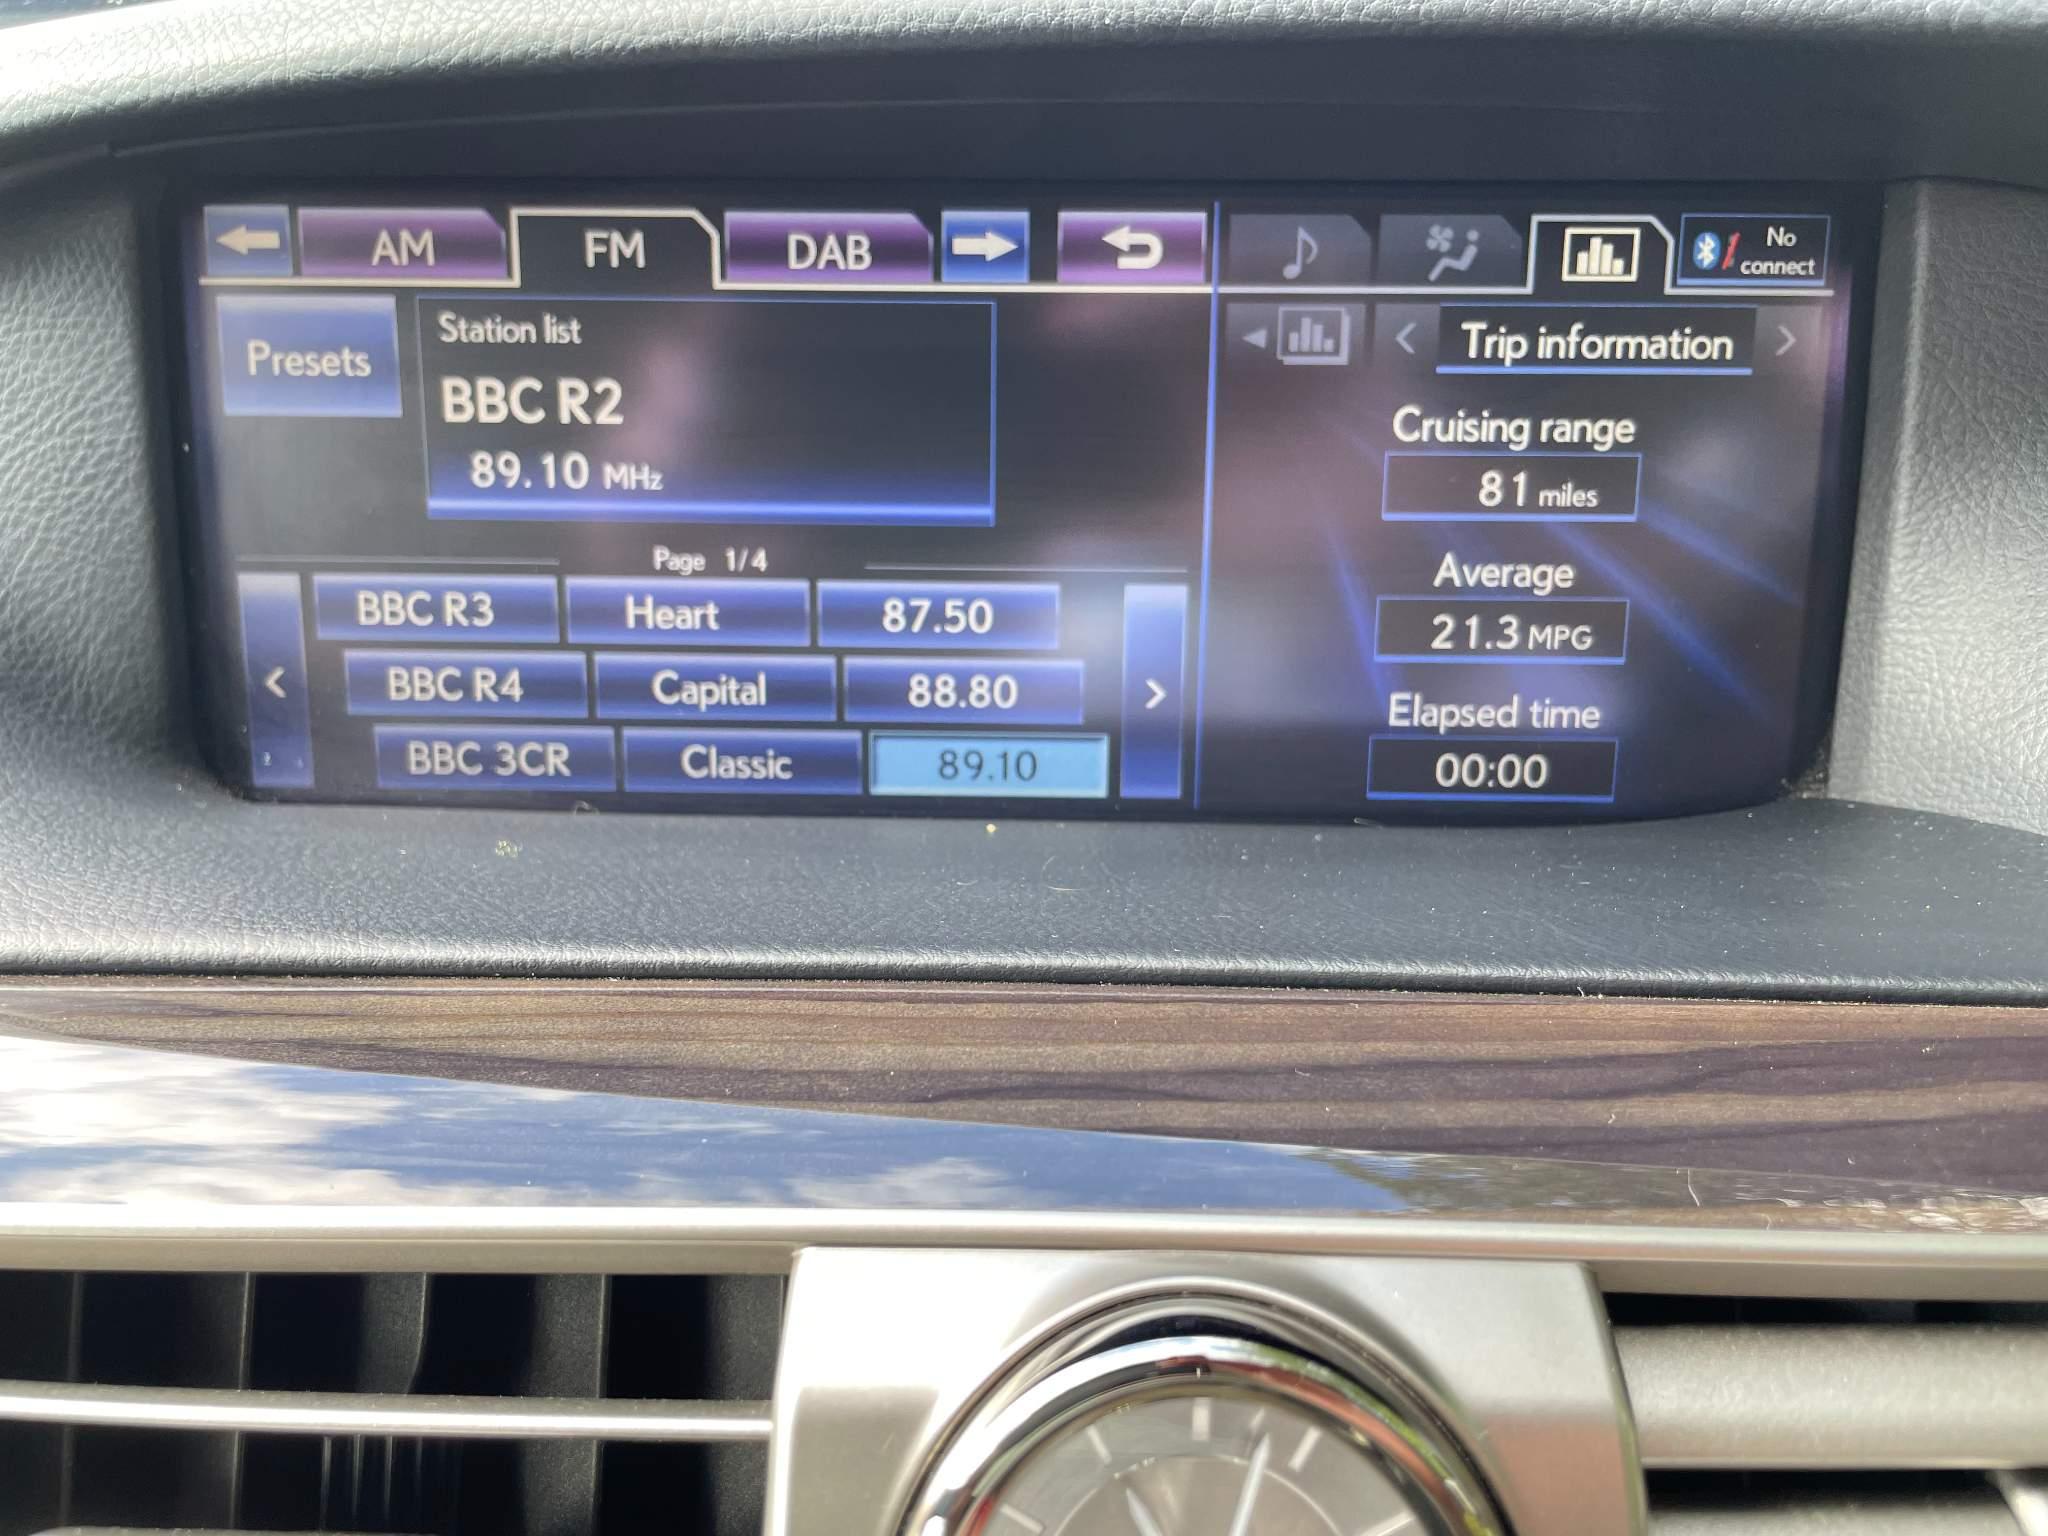 AM FM DAB
No
connect
Presets
Station list
BBC R2
89.10 MHz
Page 1/4
BBC R3 Heart 87.50
BBC R4 Capital 88.80
BBC 3CR Classic 89.10
Trip information
Cruising range
81 miles
Average
21.3 MPG
Elapsed time
00:00